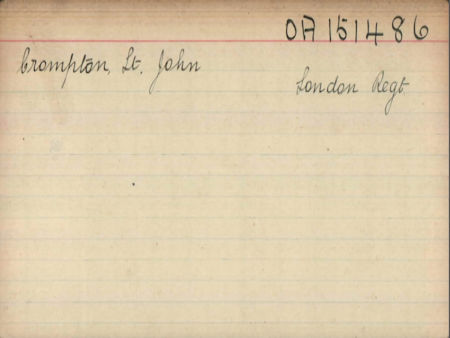 OA 151486
Crompton, Lt. John
London Regt.